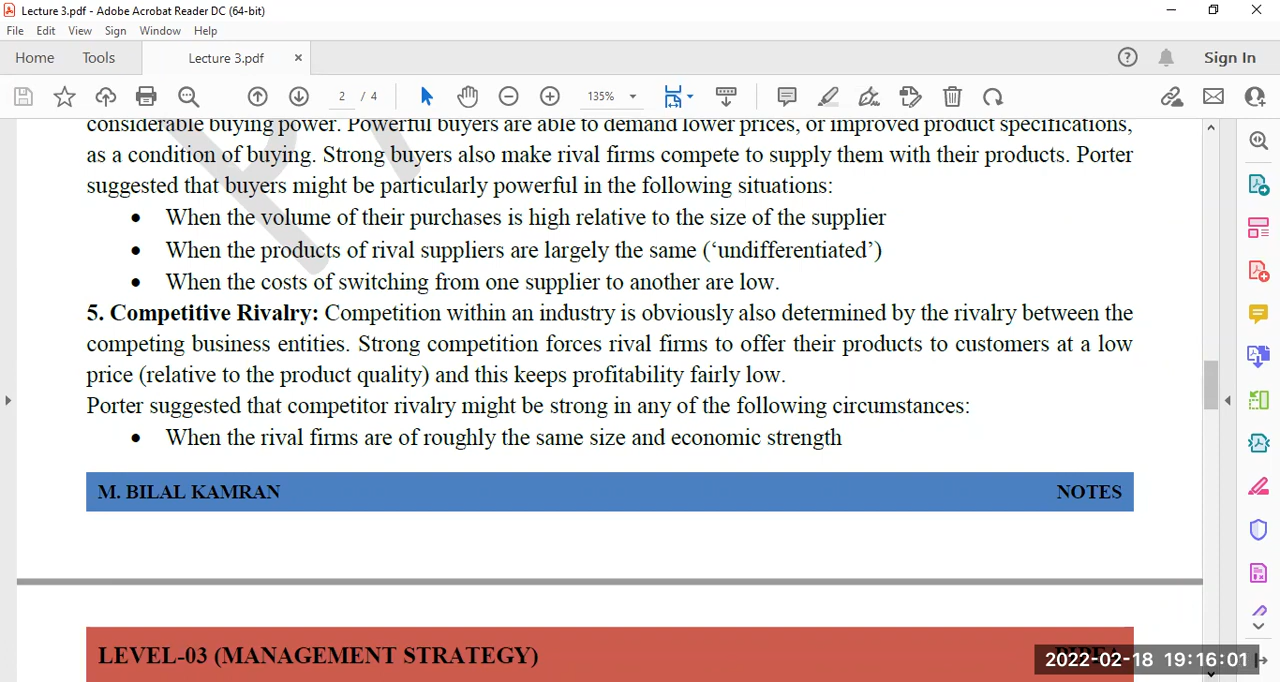 Lecture 3.pdf - Adobe Acrobat Reader DC (64-bit)
File Edit View Sign Window Help
Home Tools Lecture 3.pdf × Sign In
2 / 4 135%
considerable buying power. Powerful buyers are able to demand lower prices, or improved product specifications,
as a condition of buying. Strong buyers also make rival firms compete to supply them with their products. Porter
suggested that buyers might be particularly powerful in the following situations:
• When the volume of their purchases is high relative to the size of the supplier
• When the products of rival suppliers are largely the same (‘undifferentiated’)
• When the costs of switching from one supplier to another are low.
5. Competitive Rivalry: Competition within an industry is obviously also determined by the rivalry between the
competing business entities. Strong competition forces rival firms to offer their products to customers at a low
price (relative to the product quality) and this keeps profitability fairly low.
Porter suggested that competitor rivalry might be strong in any of the following circumstances:
• When the rival firms are of roughly the same size and economic strength
M. BILAL KAMRAN NOTES
LEVEL-03 (MANAGEMENT STRATEGY)
2022-02-18 19:16:01